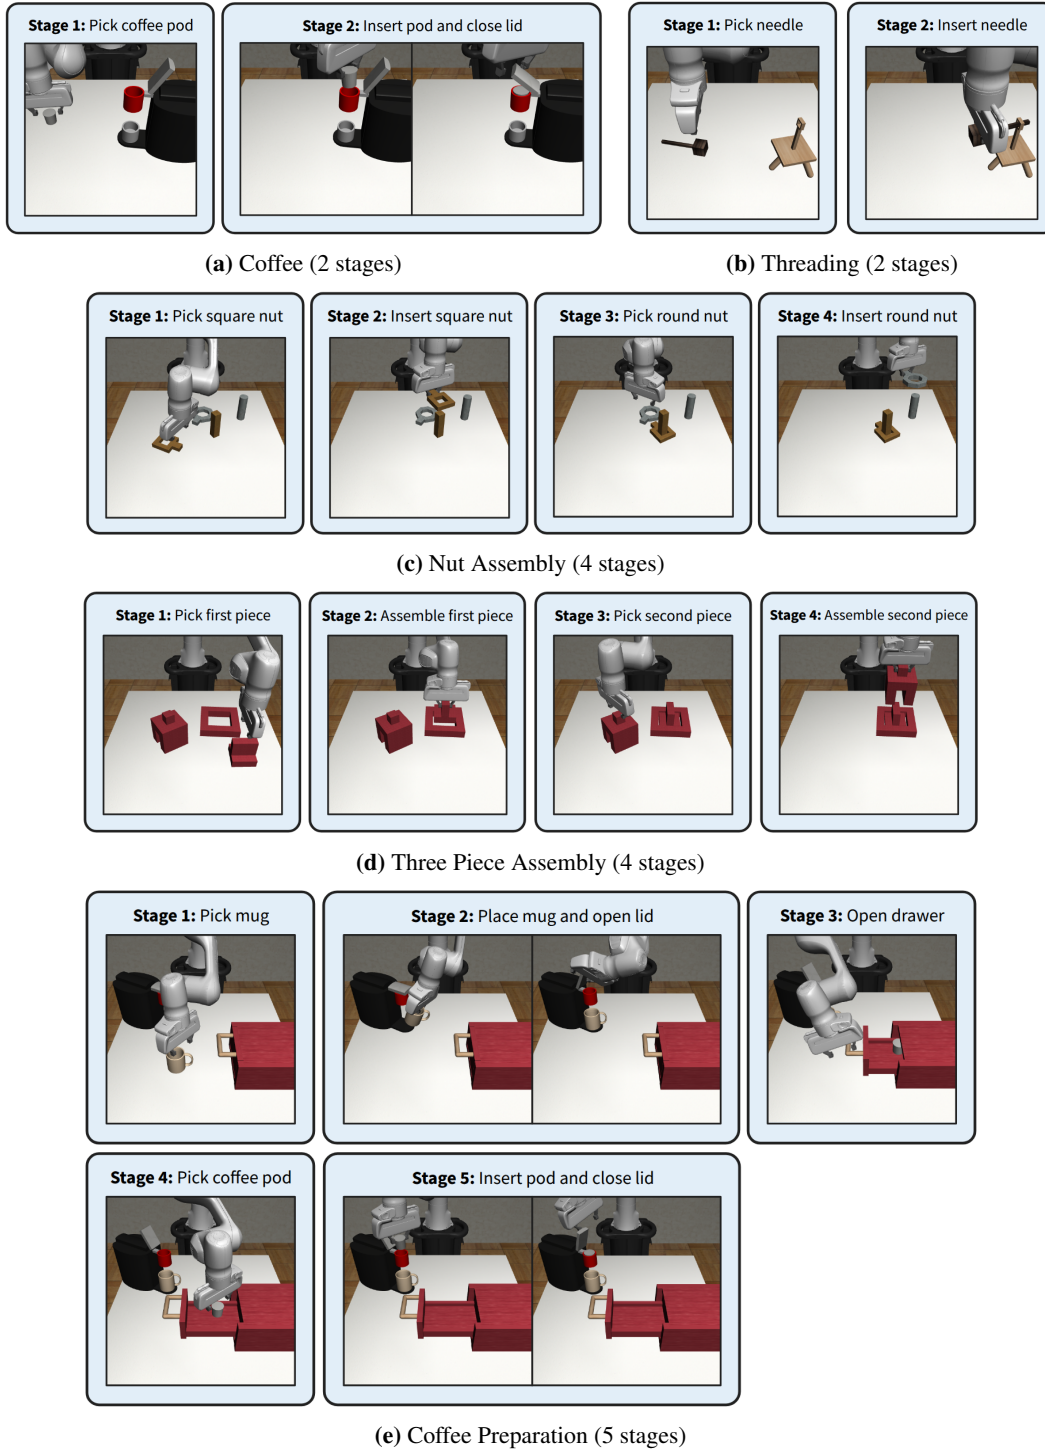 Stage 1: Pick coffee pod
Stage 2: Insert pod and close lid
Stage 1: Pick needle
Stage 2: Insert needle
(a) Coffee (2 stages)
(b) Threading (2 stages)
Stage 1: Pick square nut
Stage 2: Insert square nut
Stage 3: Pick round nut
Stage 4: Insert round nut
(c) Nut Assembly (4 stages)
Stage 1: Pick first piece
Stage 2: Assemble first piece
Stage 3: Pick second piece
Stage 4: Assemble second piece
(d) Three Piece Assembly (4 stages)
Stage 1: Pick mug
Stage 2: Place mug and open lid
Stage 3: Open drawer
Stage 4: Pick coffee pod
Stage 5: Insert pod and close lid
(e) Coffee Preparation (5 stages)